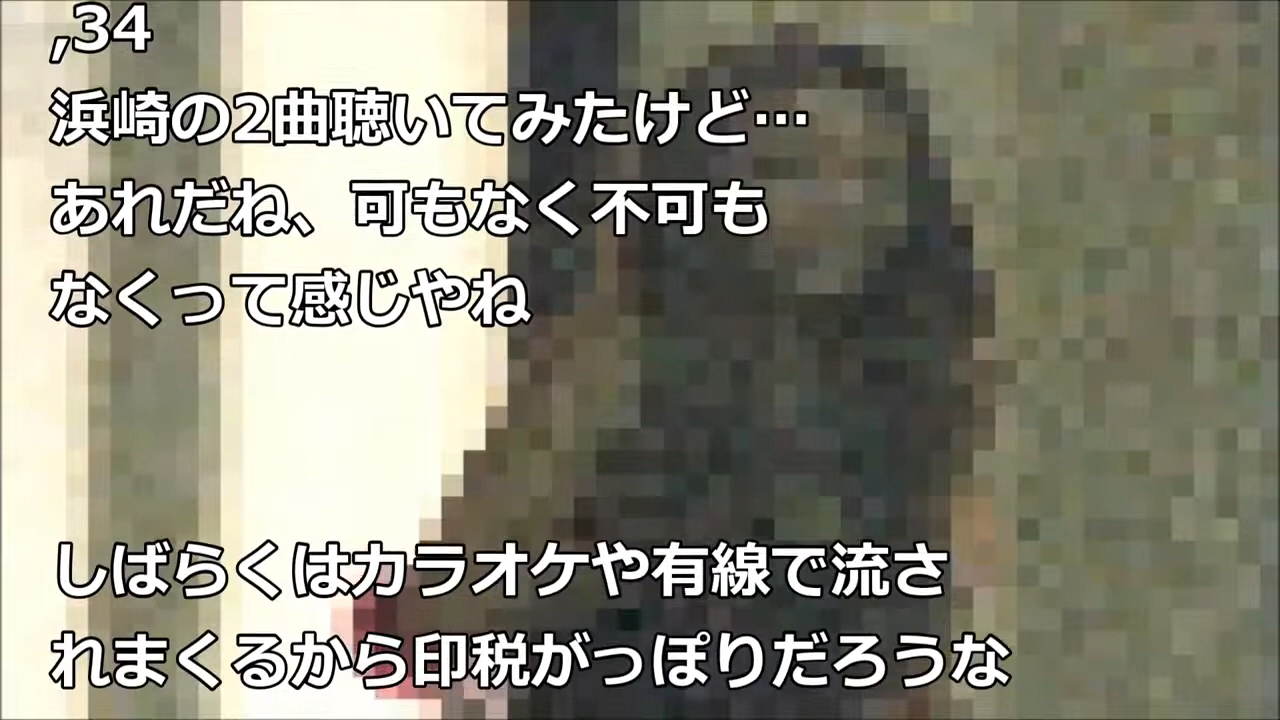 ,34
浜崎の2曲聴いてみたけど…
あれだね、可もなく不可も
なくって感じやね
しばらくはカラオケや有線で流さ
れまくるから印税がっぽりだろうな